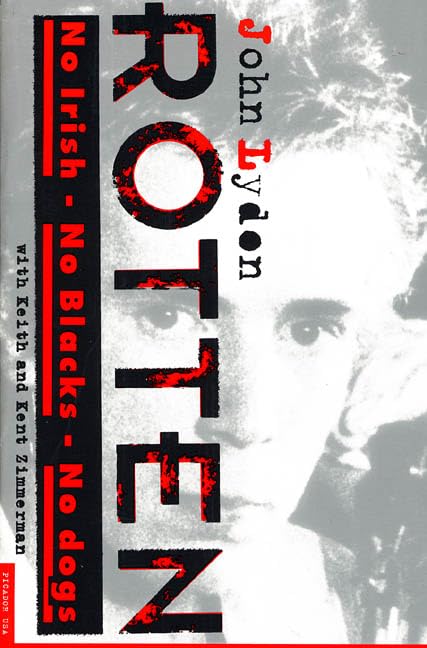 John Lydon
ROTTEN
No Irish - No Blacks - No dogs
with Keith and Kent Zimmerman
PICADOR USA